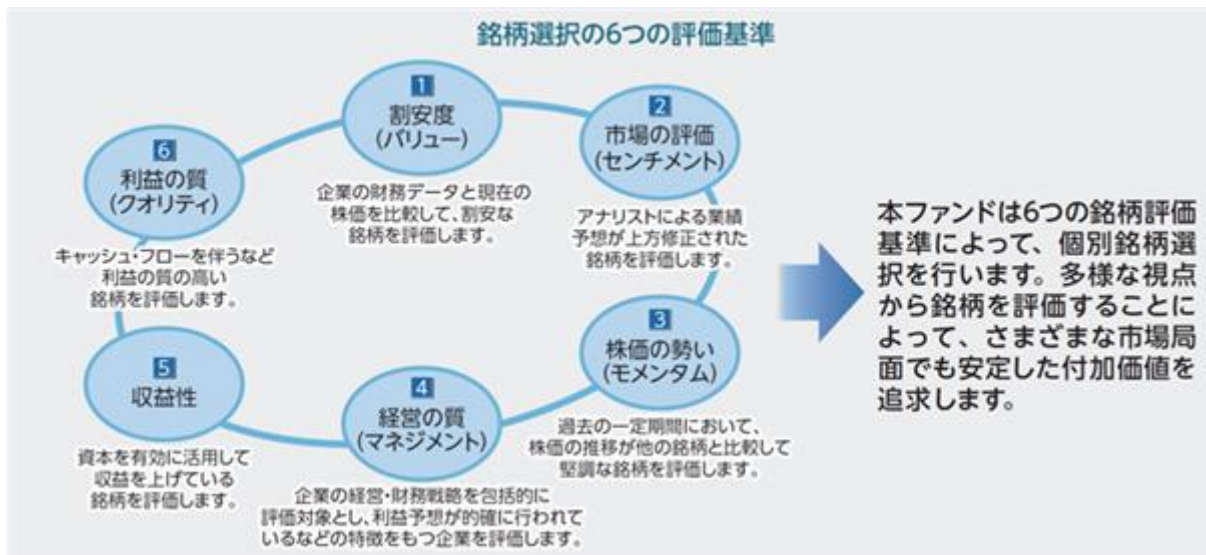 銘柄選択の6つの評価基準
1
割安度
(バリュー)
企業の財務データと現在の
株価を比較して、割安な
銘柄を評価します。
2
市場の評価
(センチメント)
アナリストによる業績
予想が上方修正された
銘柄を評価します。
3
株価の勢い
(モメンタム)
過去の一定期間において、
株価の推移が他の銘柄と比較して
堅調な銘柄を評価します。
4
経営の質
(マネジメント)
企業の経営・財務戦略を包括的に
評価対象とし、利益予想が的確に行われて
いるなどの特徴をもつ企業を評価します。
5
収益性
資本を有効に活用して
収益を上げている
銘柄を評価します。
6
利益の質
(クオリティ)
キャッシュ・フローを伴うなど
利益の質の高い
銘柄を評価します。
本ファンドは6つの銘柄評価
基準によって、個別銘柄選
択を行います。多様な視点
から銘柄を評価することに
よって、さまざまな市場局
面でも安定した付加価値を
追求します。